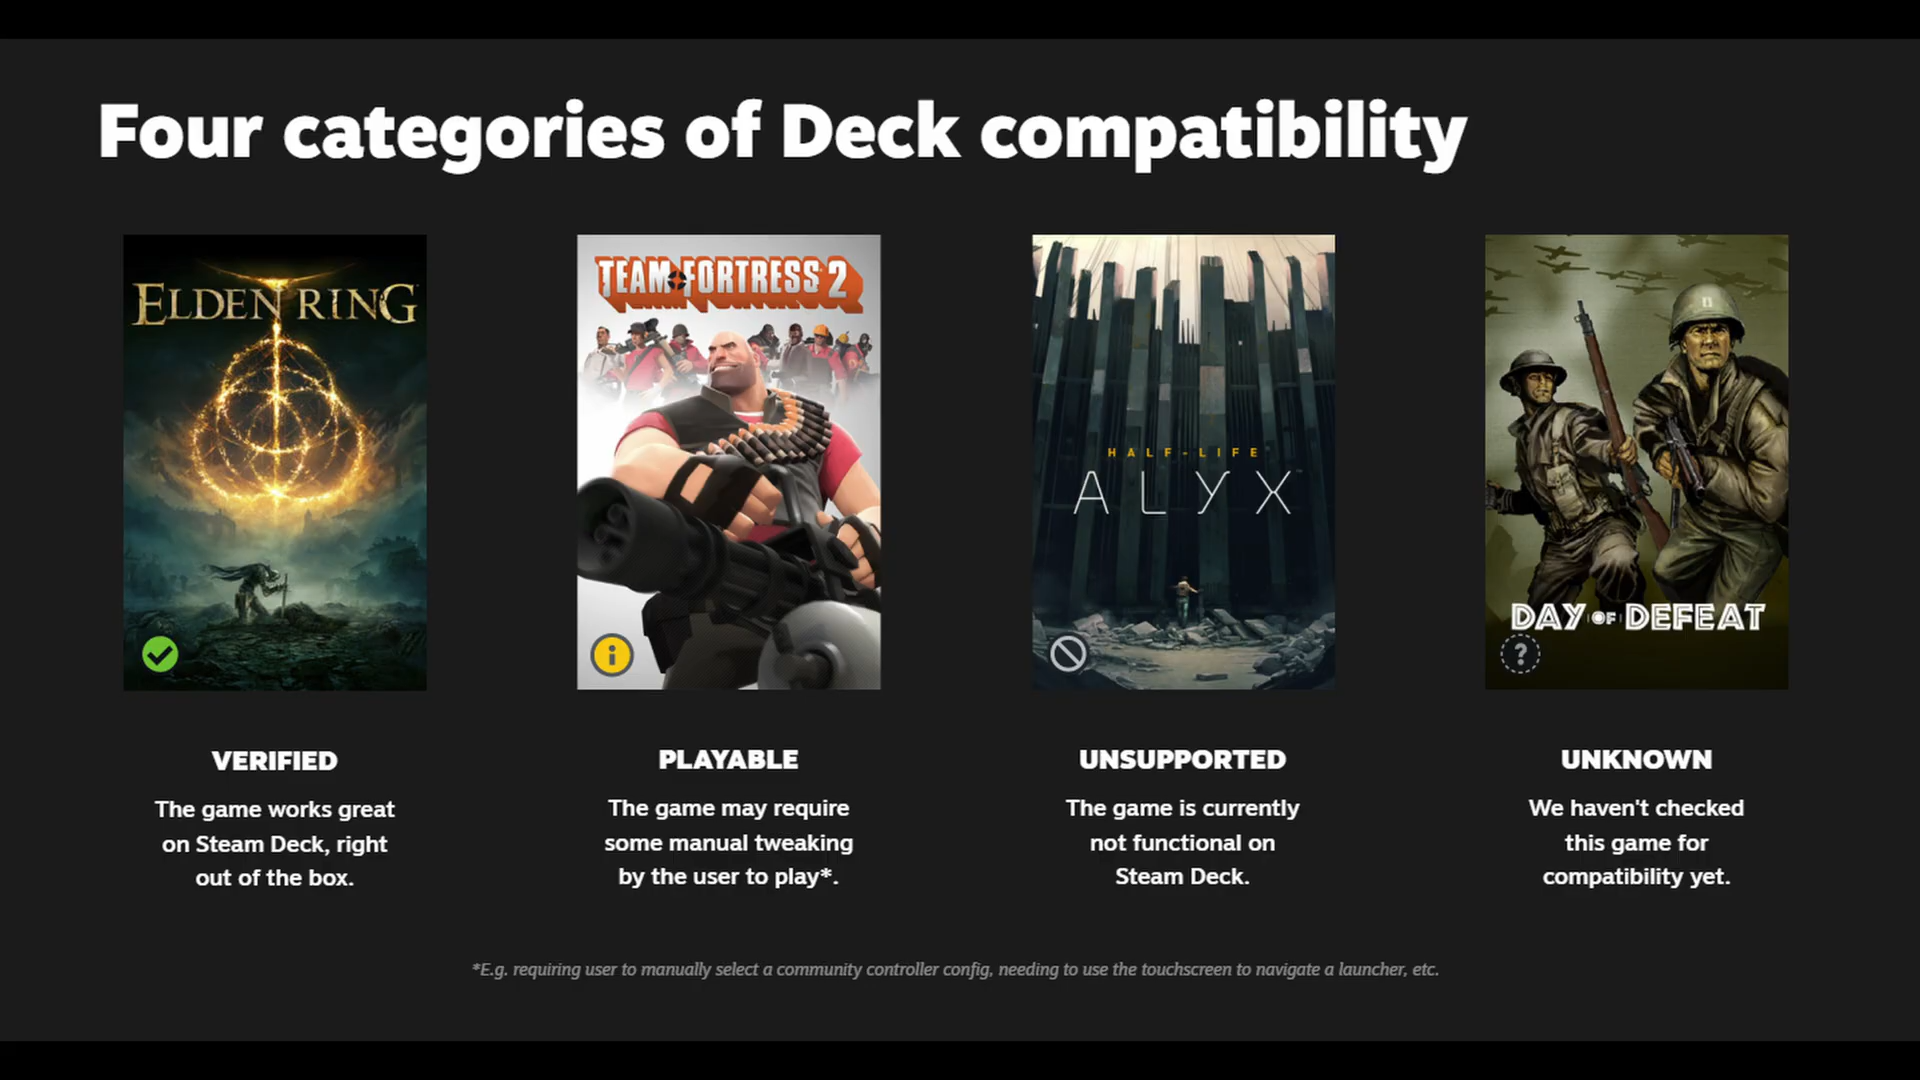 Four categories of Deck compatibility
ELDEN RING
TEAM FORTRESS 2
HALF-LIFE
ALYX
DAY OF DEFEAT
?
VERIFIED
The game works great
on Steam Deck, right
out of the box.
PLAYABLE
The game may require
some manual tweaking
by the user to play*.
UNSUPPORTED
The game is currently
not functional on
Steam Deck.
UNKNOWN
We haven't checked
this game for
compatibility yet.
*E.g. requiring user to manually select a community controller config, needing to use the touchscreen to navigate a launcher, etc.